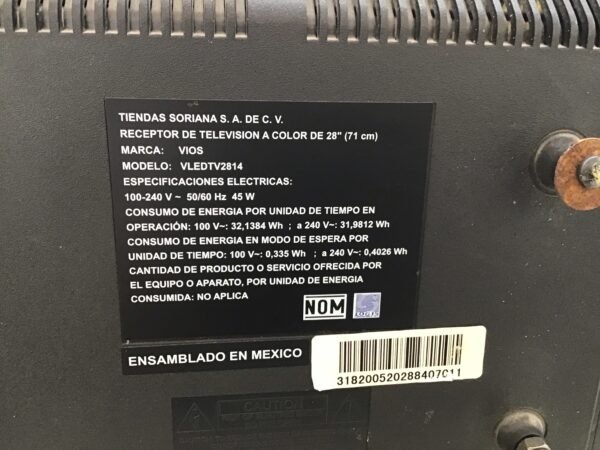 TIENDAS SORIANA S. A. DE C. V.
RECEPTOR DE TELEVISION A COLOR DE 28" (71 cm)
MARCA: VIOS
MODELO: VLEDTV2814
ESPECIFICACIONES ELECTRICAS:
100-240 V ~ 50/60 Hz 45 W
CONSUMO DE ENERGIA POR UNIDAD DE TIEMPO EN
OPERACIÓN: 100 V~: 32,1384 Wh ; a 240 V~: 31,9812 Wh
CONSUMO DE ENERGIA EN MODO DE ESPERA POR
UNIDAD DE TIEMPO: 100 V~: 0,335 Wh ; a 240 V~: 0,4026 Wh
CANTIDAD DE PRODUCTO O SERVICIO OFRECIDA POR
EL EQUIPO O APARATO, POR UNIDAD DE ENERGIA
CONSUMIDA: NO APLICA
NOM
ENSAMBLADO EN MEXICO
318200520288407011
CAUTION